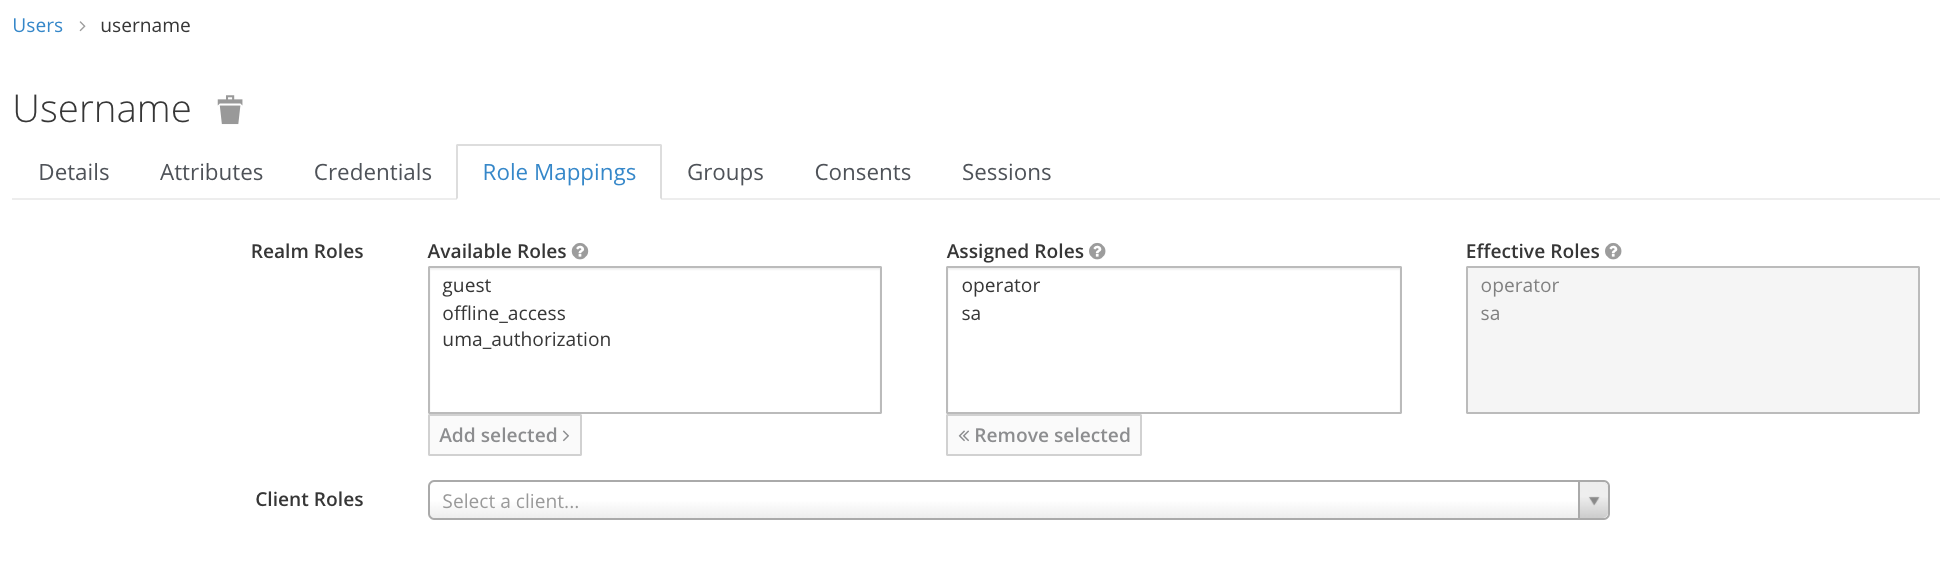 Users > username
Username
Details Attributes Credentials Role Mappings Groups Consents Sessions
Realm Roles Available Roles ? Assigned Roles ? Effective Roles ?
guest operator operator
offline_access sa sa
uma_authorization
Add selected › « Remove selected
Client Roles Select a client...